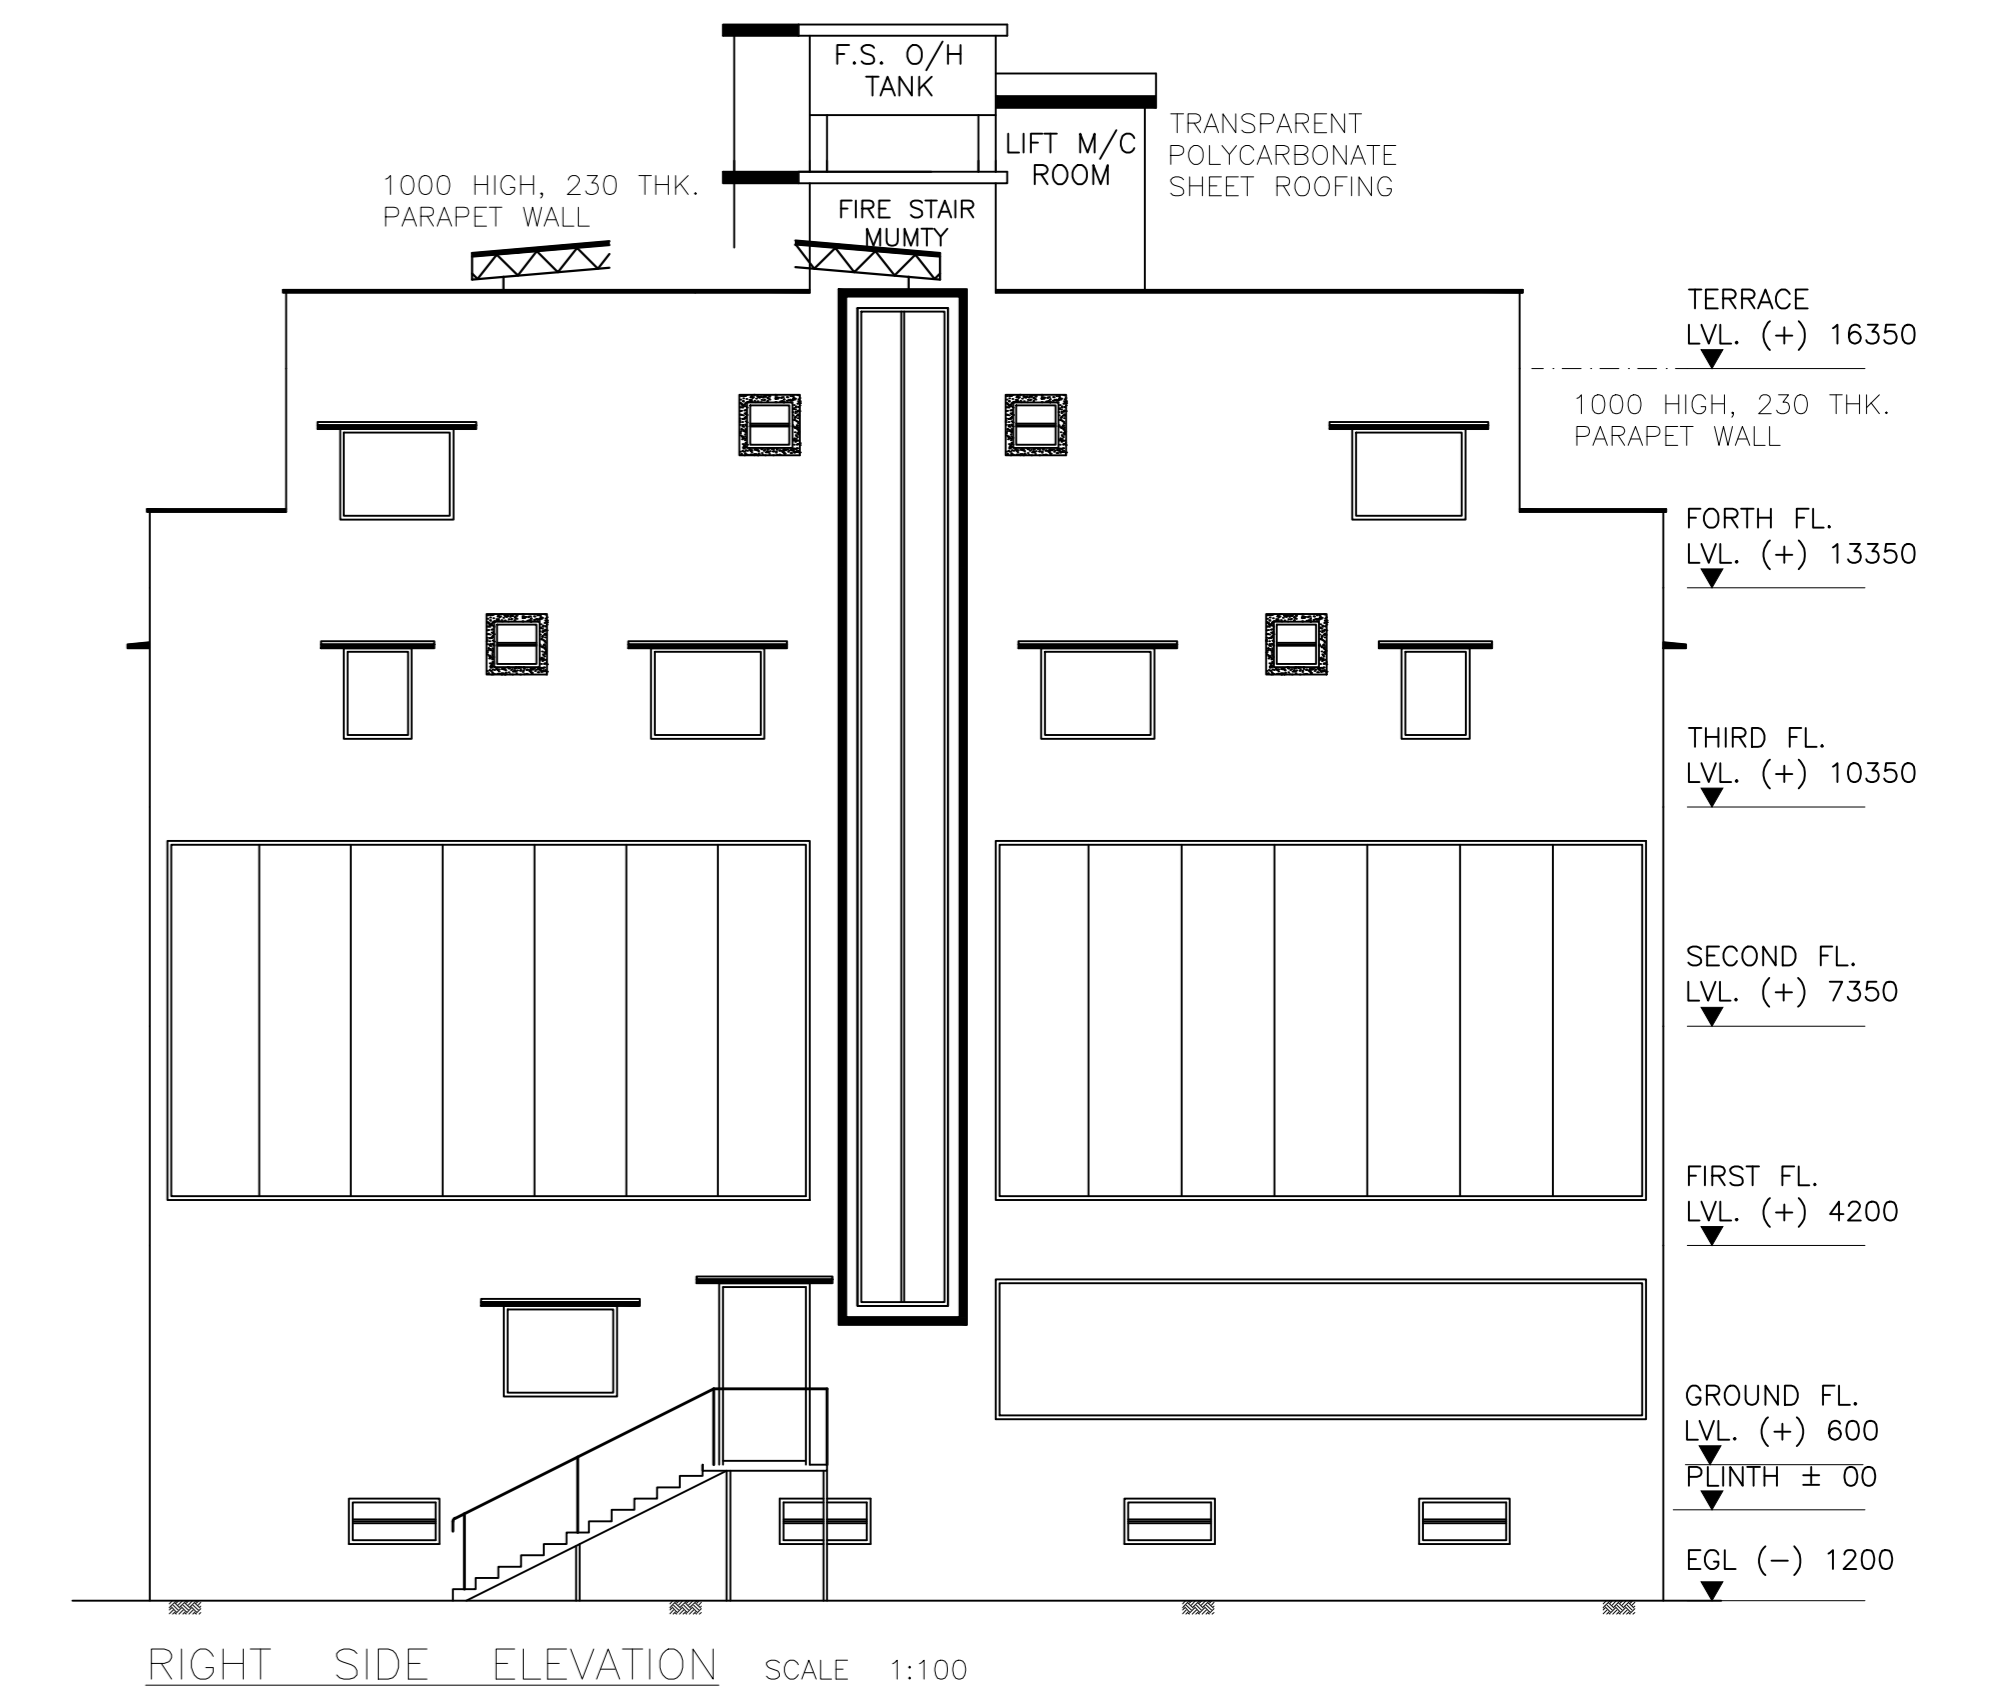 F.S. O/H
TANK
LIFT M/C
ROOM
TRANSPARENT
POLYCARBONATE
SHEET ROOFING
1000 HIGH, 230 THK.
PARAPET WALL
FIRE STAIR
MUMTY
TERRACE
LVL. (+) 16350
1000 HIGH, 230 THK.
PARAPET WALL
FORTH FL.
LVL. (+) 13350
THIRD FL.
LVL. (+) 10350
SECOND FL.
LVL. (+) 7350
FIRST FL.
LVL. (+) 4200
GROUND FL.
LVL. (+) 600
PLINTH ± 00
EGL (−) 1200
RIGHT SIDE ELEVATION SCALE 1:100